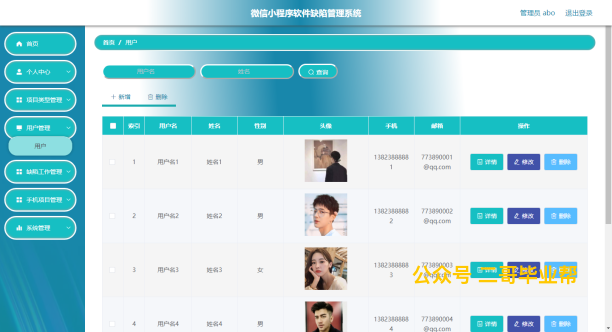 微信小程序软件缺陷管理系统
管理员 abo 退出登录
首页
个人中心
项目类型管理
用户管理
用户
缺陷工作管理
手机项目管理
系统管理
首页 / 用户
用户名 姓名 查询
+ 新增 删除
索引 用户名 姓名 性别 头像 手机 邮箱 操作
1 用户名1 姓名1 男 13823888881 773890001@qq.com 详情 修改 删除
2 用户名2 姓名2 男 13823888882 773890002@qq.com 详情 修改 删除
3 用户名3 姓名3 女 13823888883 773890003@qq.com 详情 修改 删除
公众号 二哥毕业帮
4 用户名4 姓名4 男 13823888884 773890004@qq.com 详情 修改 删除